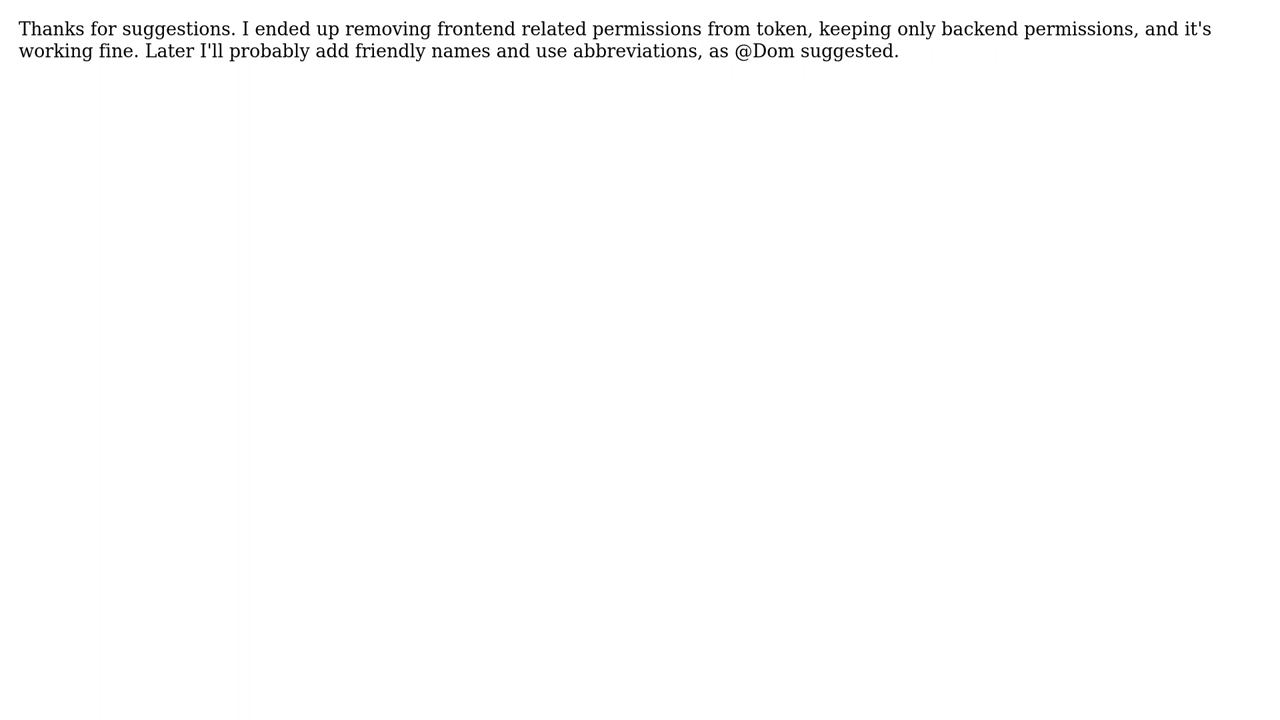 Thanks for suggestions. I ended up removing frontend related permissions from token, keeping only backend permissions, and it's
working fine. Later I'll probably add friendly names and use abbreviations, as @Dom suggested.